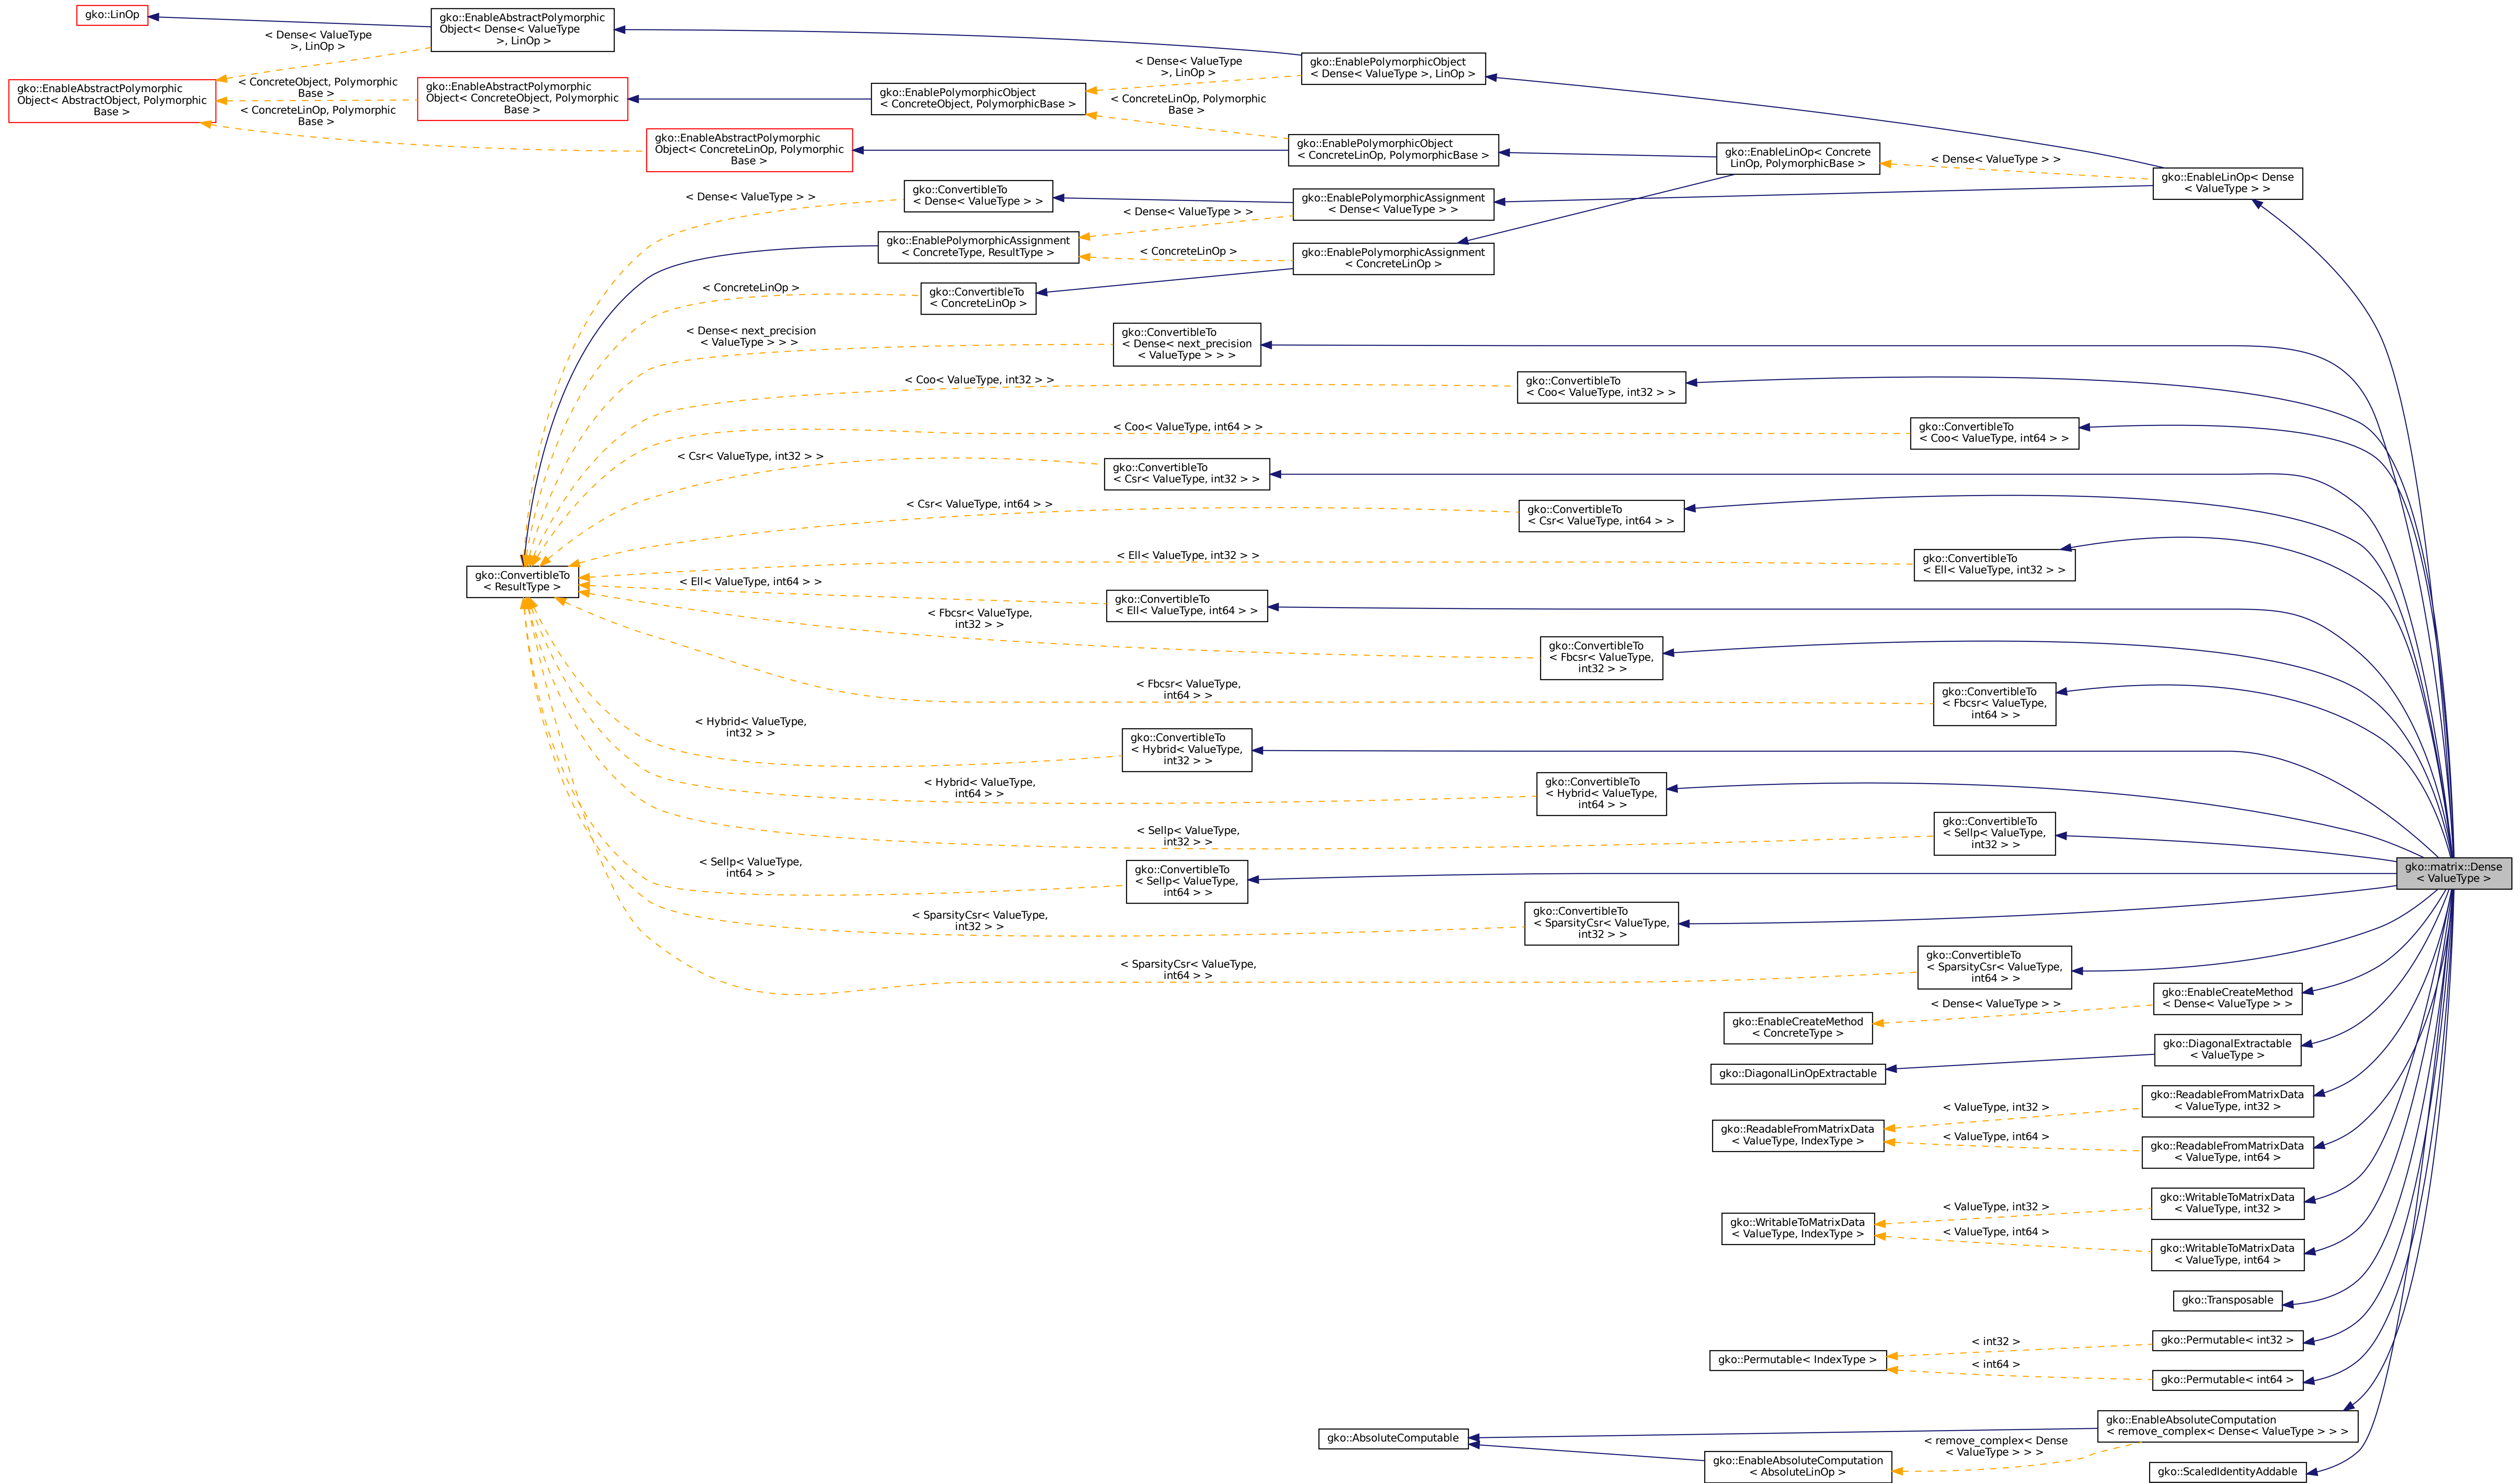 gko::LinOp
gko::EnableAbstractPolymorphic
Object< Dense< ValueType
>, LinOp >
< Dense< ValueType
>, LinOp >
gko::EnableAbstractPolymorphic
Object< AbstractObject, Polymorphic
Base >
< ConcreteObject, Polymorphic
Base >
< ConcreteLinOp, Polymorphic
Base >
gko::EnableAbstractPolymorphic
Object< ConcreteObject, Polymorphic
Base >
gko::EnablePolymorphicObject
< ConcreteObject, PolymorphicBase >
< Dense< ValueType
>, LinOp >
< ConcreteLinOp, Polymorphic
Base >
gko::EnablePolymorphicObject
< Dense< ValueType >, LinOp >
gko::EnableAbstractPolymorphic
Object< ConcreteLinOp, Polymorphic
Base >
gko::EnablePolymorphicObject
< ConcreteLinOp, PolymorphicBase >
gko::EnableLinOp< Concrete
LinOp, PolymorphicBase >
< Dense< ValueType > >
gko::EnableLinOp< Dense
< ValueType > >
< Dense< ValueType > >
gko::ConvertibleTo
< Dense< ValueType > >
< Dense< ValueType > >
gko::EnablePolymorphicAssignment
< Dense< ValueType > >
gko::EnablePolymorphicAssignment
< ConcreteType, ResultType >
< ConcreteLinOp >
gko::EnablePolymorphicAssignment
< ConcreteLinOp >
< ConcreteLinOp >
gko::ConvertibleTo
< ConcreteLinOp >
< Dense< next_precision
< ValueType > > >
gko::ConvertibleTo
< Dense< next_precision
< ValueType > > >
< Coo< ValueType, int32 > >
gko::ConvertibleTo
< Coo< ValueType, int32 > >
< Coo< ValueType, int64 > >
gko::ConvertibleTo
< Coo< ValueType, int64 > >
< Csr< ValueType, int32 > >
gko::ConvertibleTo
< Csr< ValueType, int32 > >
< Csr< ValueType, int64 > >
gko::ConvertibleTo
< Csr< ValueType, int64 > >
gko::ConvertibleTo
< ResultType >
< Ell< ValueType, int32 > >
gko::ConvertibleTo
< Ell< ValueType, int32 > >
< Ell< ValueType, int64 > >
gko::ConvertibleTo
< Ell< ValueType, int64 > >
< Fbcsr< ValueType,
int32 > >
gko::ConvertibleTo
< Fbcsr< ValueType,
int32 > >
< Fbcsr< ValueType,
int64 > >
gko::ConvertibleTo
< Fbcsr< ValueType,
int64 > >
< Hybrid< ValueType,
int32 > >
gko::ConvertibleTo
< Hybrid< ValueType,
int32 > >
< Hybrid< ValueType,
int64 > >
gko::ConvertibleTo
< Hybrid< ValueType,
int64 > >
< Sellp< ValueType,
int32 > >
gko::ConvertibleTo
< Sellp< ValueType,
int32 > >
< Sellp< ValueType,
int64 > >
gko::ConvertibleTo
< Sellp< ValueType,
int64 > >
gko::matrix::Dense
< ValueType >
< SparsityCsr< ValueType,
int32 > >
gko::ConvertibleTo
< SparsityCsr< ValueType,
int32 > >
< SparsityCsr< ValueType,
int64 > >
gko::ConvertibleTo
< SparsityCsr< ValueType,
int64 > >
< Dense< ValueType > >
gko::EnableCreateMethod
< Dense< ValueType > >
gko::EnableCreateMethod
< ConcreteType >
gko::DiagonalExtractable
< ValueType >
gko::DiagonalLinOpExtractable
gko::ReadableFromMatrixData
< ValueType, int32 >
< ValueType, int32 >
gko::ReadableFromMatrixData
< ValueType, IndexType >
< ValueType, int64 >
gko::ReadableFromMatrixData
< ValueType, int64 >
gko::WritableToMatrixData
< ValueType, int32 >
< ValueType, int32 >
gko::WritableToMatrixData
< ValueType, IndexType >
< ValueType, int64 >
gko::WritableToMatrixData
< ValueType, int64 >
gko::Transposable
< int32 >
gko::Permutable< int32 >
gko::Permutable< IndexType >
< int64 >
gko::Permutable< int64 >
gko::AbsoluteComputable
gko::EnableAbsoluteComputation
< remove_complex< Dense< ValueType > > >
< remove_complex< Dense
< ValueType > > >
gko::EnableAbsoluteComputation
< AbsoluteLinOp >
gko::ScaledIdentityAddable